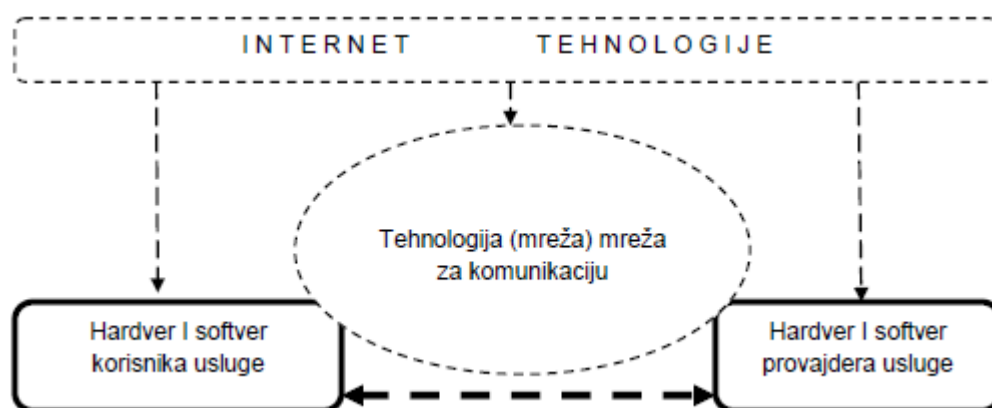 INTERNET TEHNOLOGIJE
Tehnologija (mreža) mreža
za komunikaciju
Hardver I softver
korisnika usluge
Hardver I softver
provajdera usluge